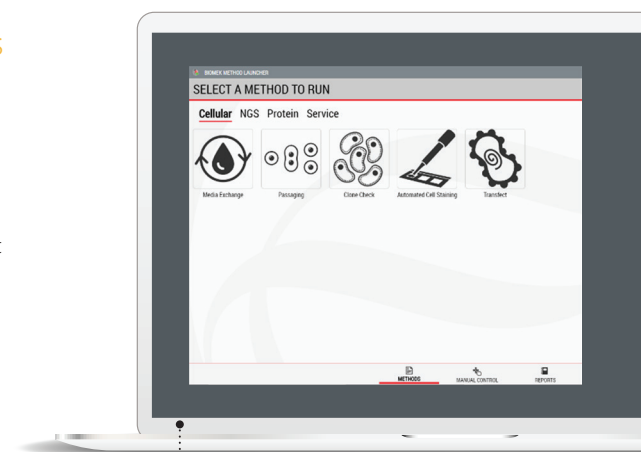 BIOMEK METHOD LAUNCHER
SELECT A METHOD TO RUN
Cellular NGS Protein Service
Media Exchange Passaging Clone Check Automated Cell Staining Transfect
METHODS MANUAL CONTROL REPORTS